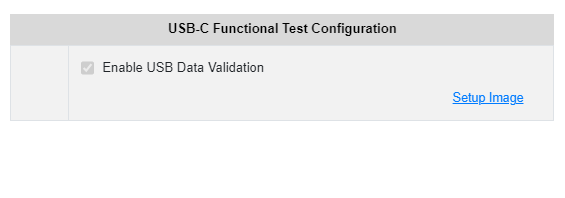 USB-C Functional Test Configuration
Enable USB Data Validation
Setup Image